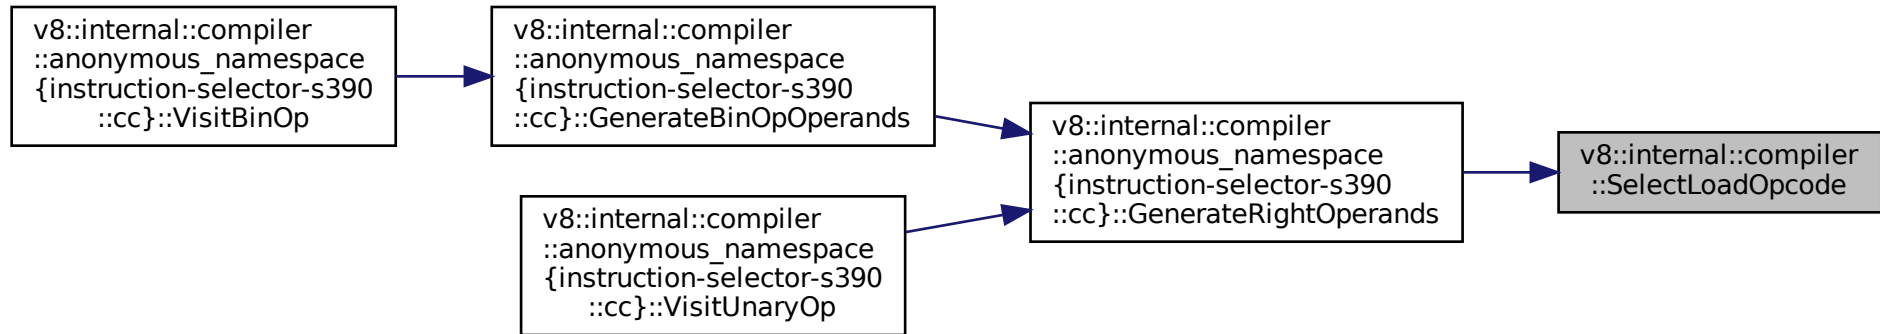 v8::internal::compiler
::anonymous_namespace
{instruction-selector-s390
::cc}::VisitBinOp
v8::internal::compiler
::anonymous_namespace
{instruction-selector-s390
::cc}::GenerateBinOpOperands
v8::internal::compiler
::anonymous_namespace
{instruction-selector-s390
::cc}::VisitUnaryOp
v8::internal::compiler
::anonymous_namespace
{instruction-selector-s390
::cc}::GenerateRightOperands
v8::internal::compiler
::SelectLoadOpcode